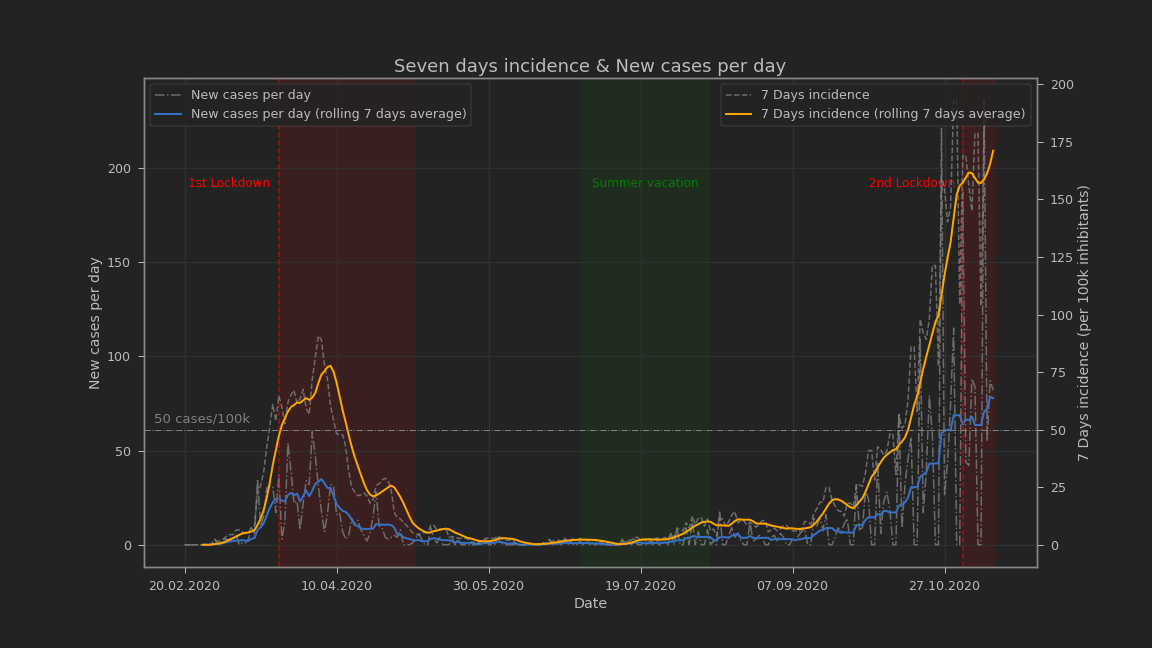 Seven days incidence & New cases per day
New cases per day
New cases per day (rolling 7 days average)
7 Days incidence
7 Days incidence (rolling 7 days average)
1st Lockdown
Summer vacation
2nd Lockdown
50 cases/100k
New cases per day
200
150
100
50
0
200
175
150
125
100
75
50
25
0
7 Days incidence (per 100k inhibitants)
20.02.2020
10.04.2020
30.05.2020
19.07.2020
07.09.2020
27.10.2020
Date